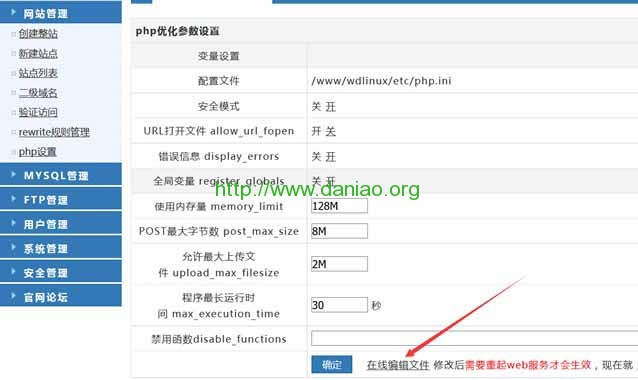 网站管理
创建整站
新建站点
站点列表
二级域名
验证访问
rewrite规则管理
php设置
MYSQL管理
FTP管理
用户管理
系统管理
安全管理
官网论坛
php优化参数设置
变量设置
配置文件 /www/wdlinux/etc/php.ini
安全模式 关 开
URL打开文件 allow_url_fopen 开 关
错误信息 display_errors 关 开
全局变量 register_globals 关 开
http://www.daniao.org
使用内存量 memory_limit 128M
POST最大字节数 post_max_size 8M
允许最大上传文
件 upload_max_filesize 2M
程序最长运行时
间 max_execution_time 30 秒
禁用函数disable_functions
确定 在线编辑文件 修改后需要重起web服务才会生效，现在就